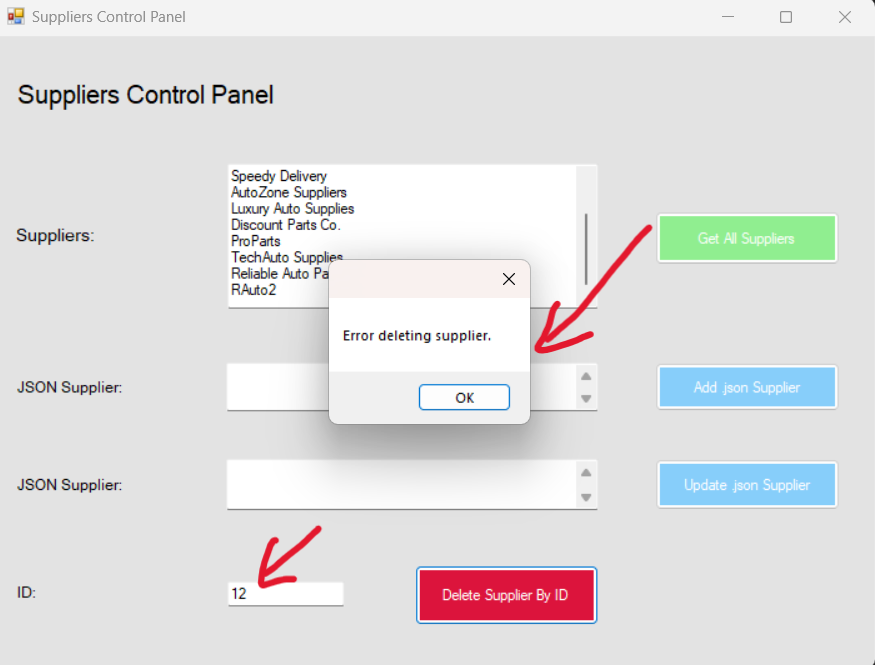 Suppliers Control Panel
Suppliers Control Panel
Suppliers:
Speedy Delivery
AutoZone Suppliers
Luxury Auto Supplies
Discount Parts Co.
ProParts
TechAuto Supplies
Reliable Auto Pa
RAuto2
Get All Suppliers
Error deleting supplier.
OK
JSON Supplier:
Add .json Supplier
JSON Supplier:
Update .json Supplier
ID:
12
Delete Supplier By ID